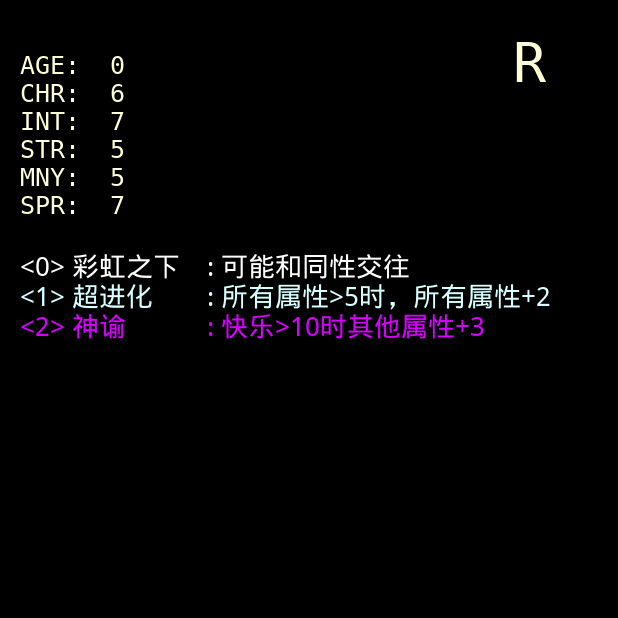 R
AGE: 0
CHR: 6
INT: 7
STR: 5
MNY: 5
SPR: 7
<0> 彩虹之下 : 可能和同性交往
<1> 超进化 : 所有属性>5时，所有属性+2
<2> 神谕 : 快乐>10时其他属性+3